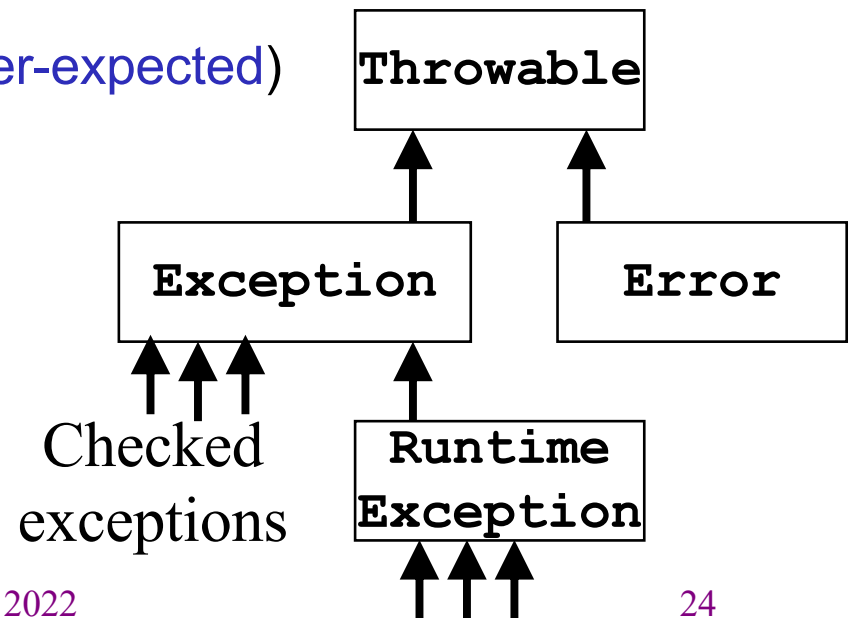 er-expected)
Throwable
Exception
Error
Checked
exceptions
Runtime
Exception
2022
24